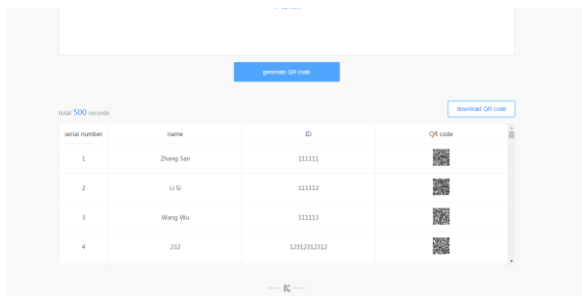 generate QR code
total 500 records
download QR code
serial number name ID QR code
1 Zhang San 111111
2 Li Si 111112
3 Wang Wu 111113
4 232 12312312312